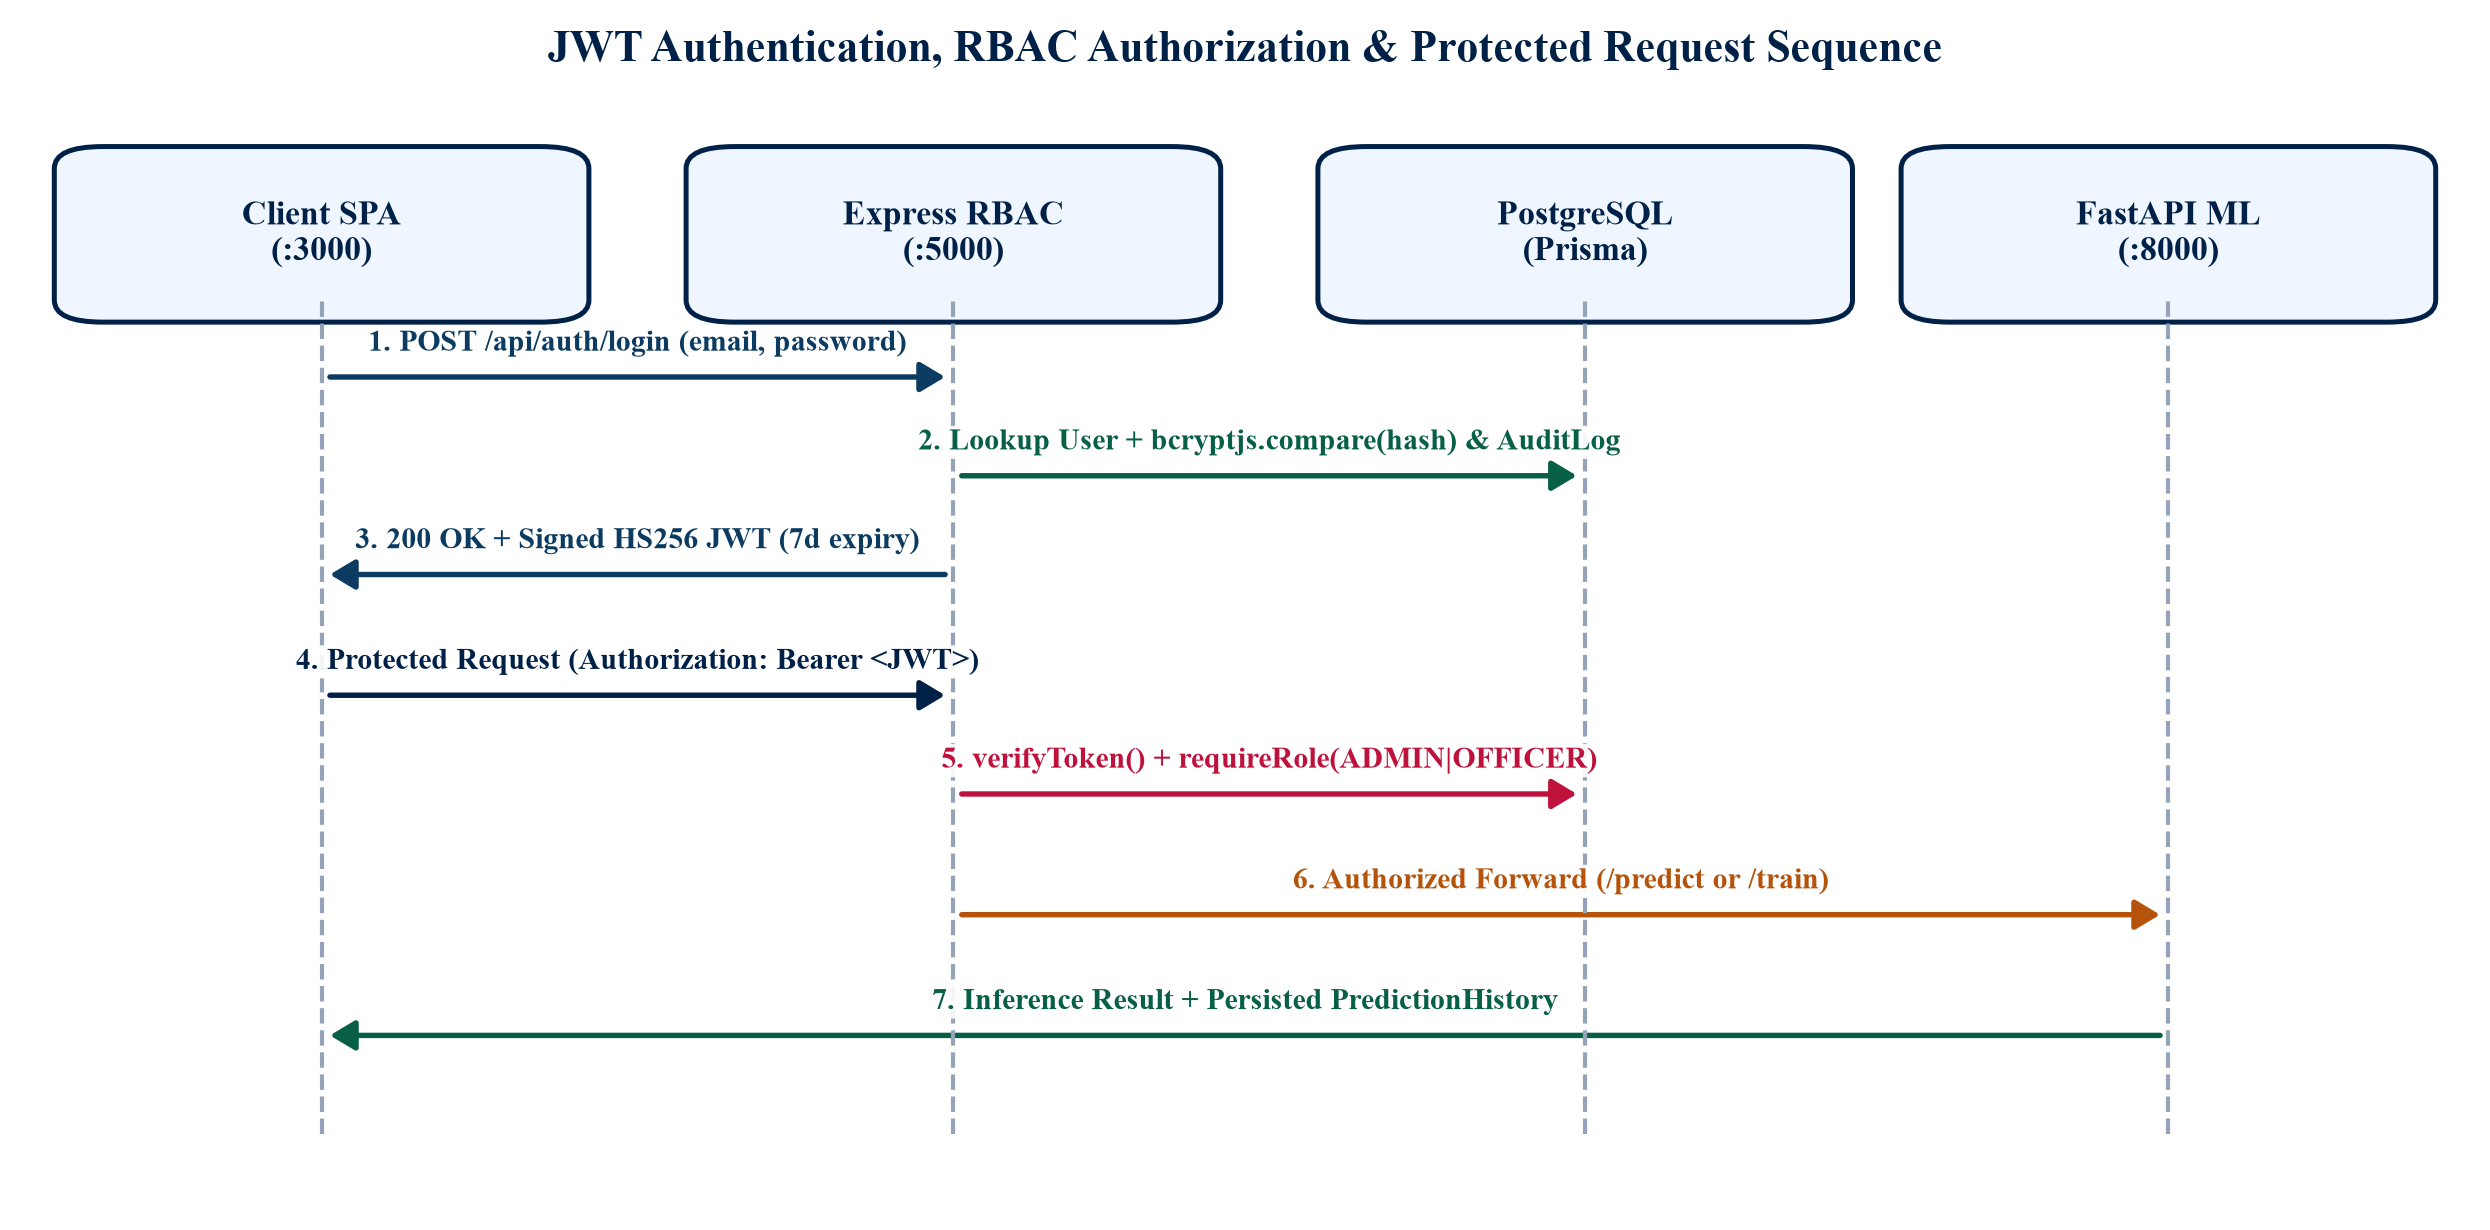 JWT Authentication, RBAC Authorization & Protected Request Sequence
Client SPA
(:3000)
Express RBAC
(:5000)
PostgreSQL
(Prisma)
FastAPI ML
(:8000)
1. POST /api/auth/login (email, password)
2. Lookup User + bcryptjs.compare(hash) & AuditLog
3. 200 OK + Signed HS256 JWT (7d expiry)
4. Protected Request (Authorization: Bearer <JWT>)
5. verifyToken() + requireRole(ADMIN|OFFICER)
6. Authorized Forward (/predict or /train)
7. Inference Result + Persisted PredictionHistory